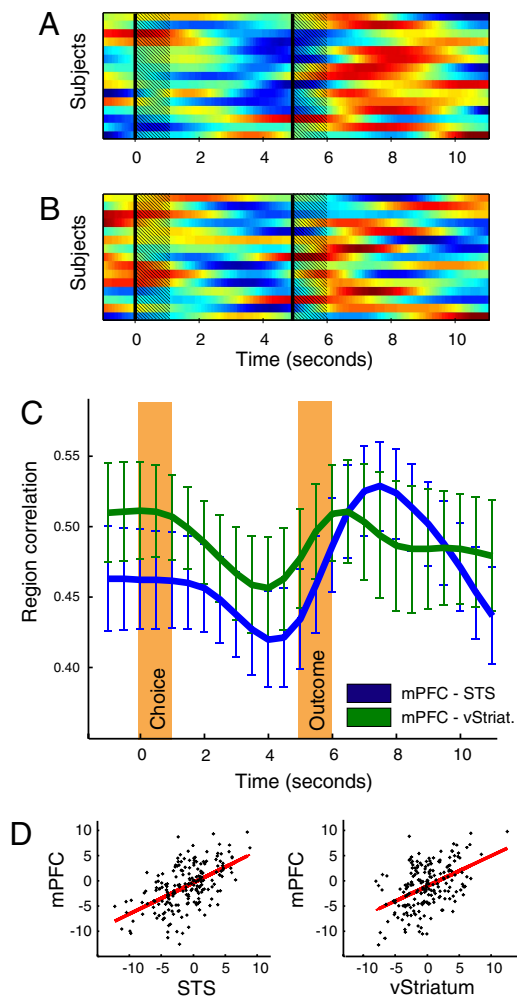 A
Subjects
0 2 4 6 8 10
B
Subjects
0 2 4 6 8 10
Time (seconds)
C
Region correlation
0.55
0.50
0.45
0.40
Choice
Outcome
mPFC - STS
mPFC - vStriat.
0 2 4 6 8 10
Time (seconds)
D
mPFC
10
5
0
-5
-10
-10 -5 0 5 10
STS
mPFC
10
5
0
-5
-10
-10 -5 0 5 10
vStriatum